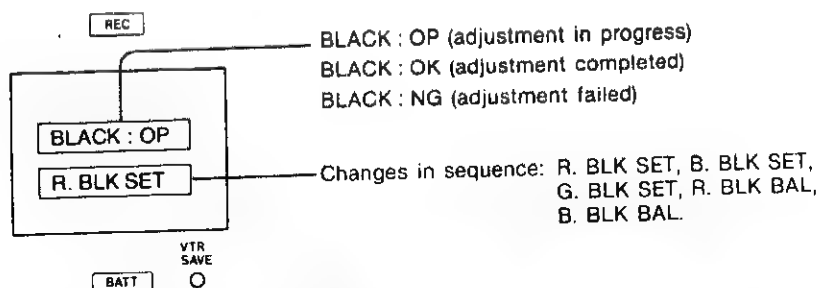 REC
BLACK : OP (adjustment in progress)
BLACK : OK (adjustment completed)
BLACK : NG (adjustment failed)
BLACK : OP
R. BLK SET
Changes in sequence: R. BLK SET, B. BLK SET,
G. BLK SET, R. BLK BAL,
B. BLK BAL.
VTR
SAVE
BATT